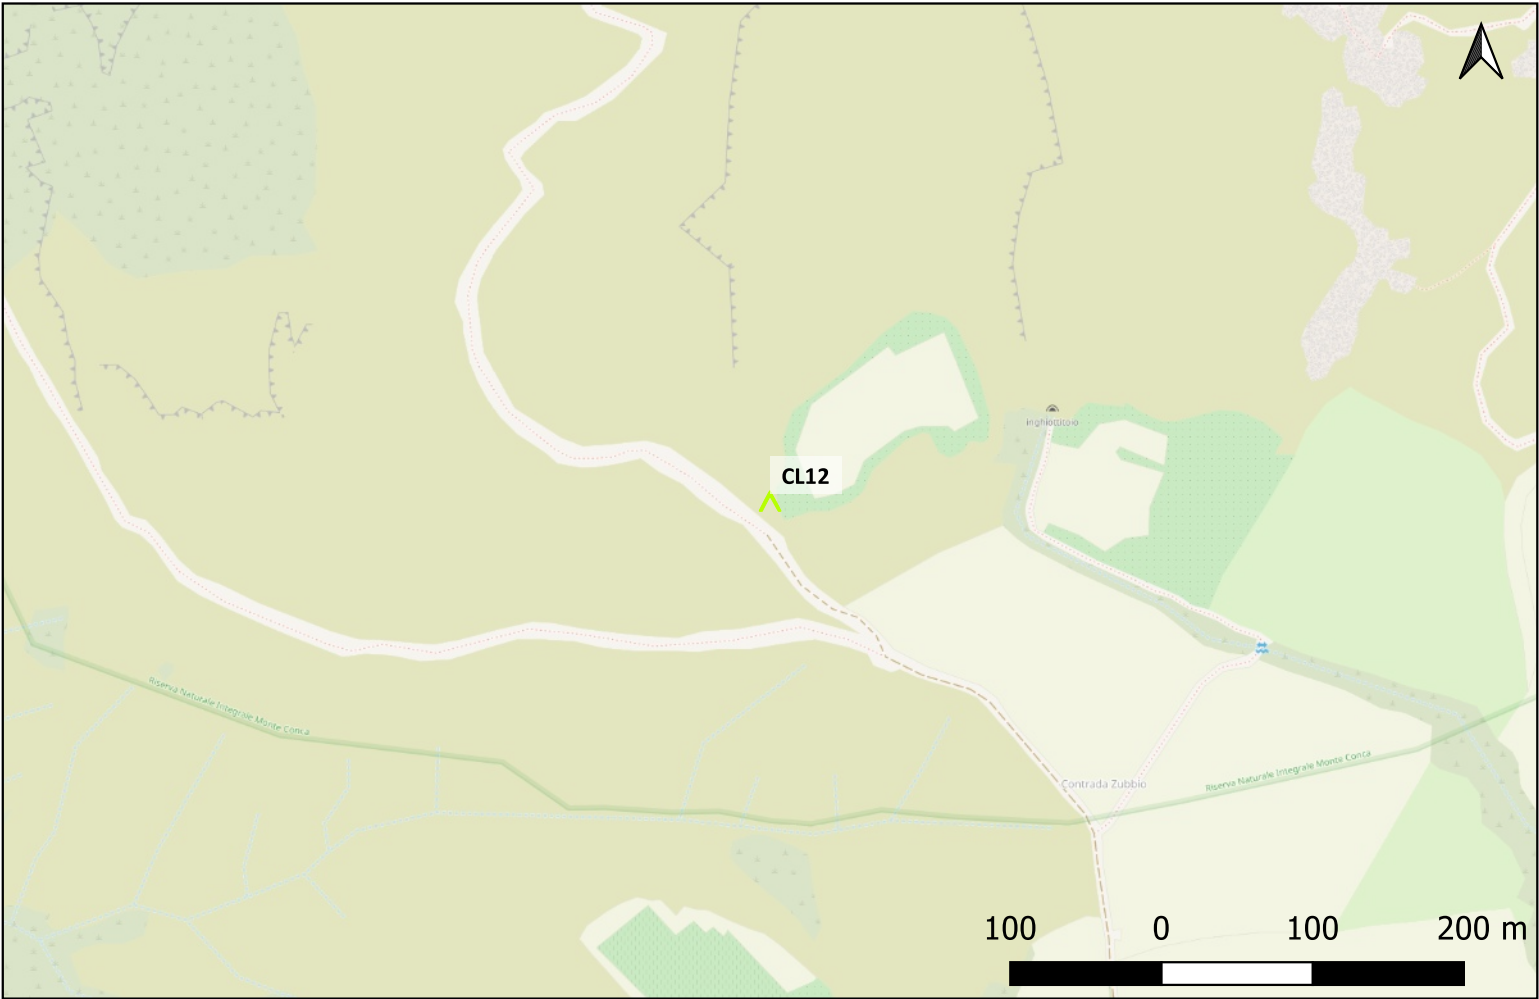 Inghiottitoio
CL12
Riserva Naturale Integrale Monte Conca
Contrada Zubbio
Riserva Naturale Integrale Monte Conca
100 0 100 200 m